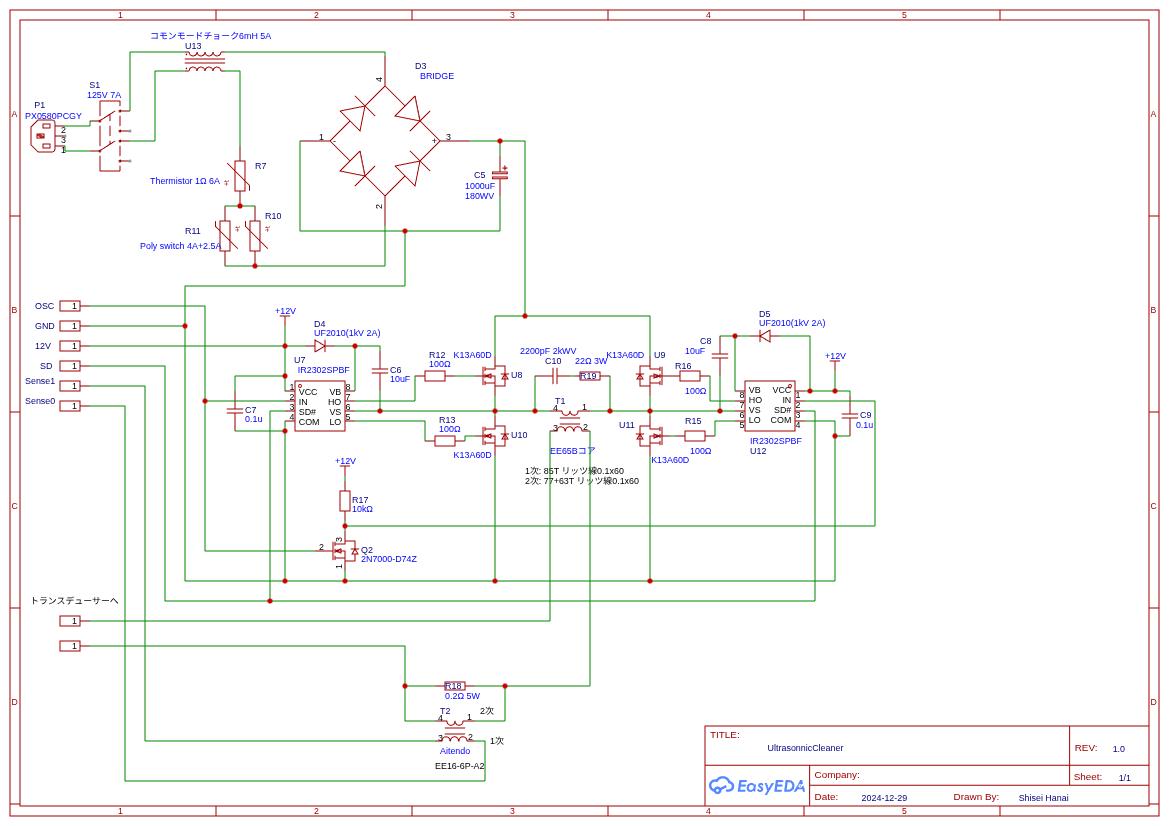 1 2 3 4 5
A
B
C
D
コモンモードチョーク6mH 5A
U13
P1
PX0580PCGY
2
3
1
S1
125V 7A
D3
BRIDGE
4
1
3
2
- +
C5
1000uF
180WV
R7
Thermistor 1Ω 6A
R10
R11
Poly switch 4A+2.5A
OSC 1
GND 1
12V 1
SD 1
Sense1 1
Sense0 1
+12V
D4
UF2010(1kV 2A)
U7
IR2302SPBF
1 VCC VB 8
2 IN HO 7
3 SD# VS 6
4 COM LO 5
C7
0.1u
C6
10uF
R12
100Ω
R13
100Ω
K13A60D
U8
U10
K13A60D
2200pF 2kWV
C10
22Ω 3W
R19
T1
4 1
3 2
EE65Bコア
1次: 85T リッツ線0.1x60
2次: 77+63T リッツ線0.1x60
K13A60D
U9
U11
K13A60D
R16
100Ω
R15
100Ω
C8
10uF
D5
UF2010(1kV 2A)
+12V
8 VB VCC 1
7 HO IN 2
6 VS SD# 3
5 LO COM 4
IR2302SPBF
U12
C9
0.1u
+12V
R17
10kΩ
Q2
2N7000-D74Z
2
3
1
トランスデューサーへ
1
1
R18
0.2Ω 5W
T2
4 1
3 2
2次
1次
Aitendo
EE16-6P-A2
TITLE:
UltrasonnicCleaner
REV: 1.0
EasyEDA
Company:
Sheet: 1/1
Date: 2024-12-29
Drawn By: Shisei Hanai
1 2 3 4 5
A
B
C
D